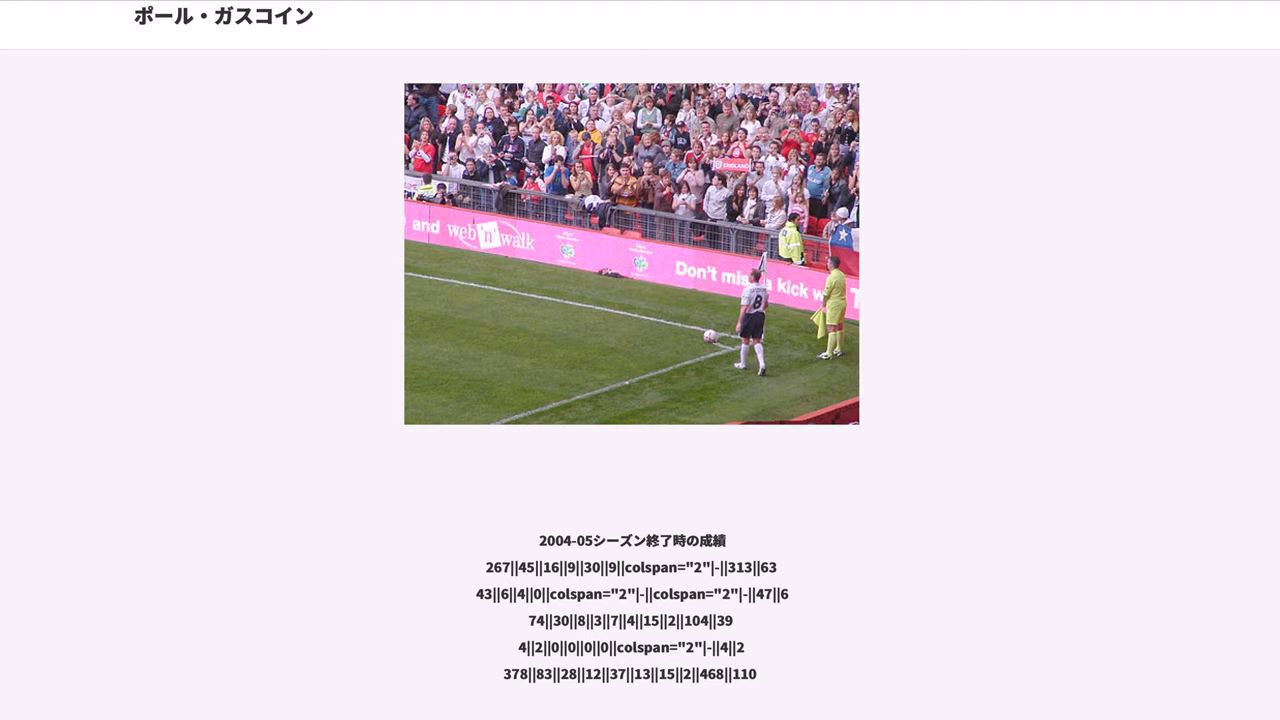 ポール・ガスコイン
ENGLAND
and web'n'walk
Don't miss a kick w
8
2004-05シーズン終了時の成績
267||45||16||9||30||9||colspan="2"|-||313||63
43||6||4||0||colspan="2"|-||colspan="2"|-||47||6
74||30||8||3||7||4||15||2||104||39
4||2||0||0||0||0||colspan="2"|-||4||2
378||83||28||12||37||13||15||2||468||110